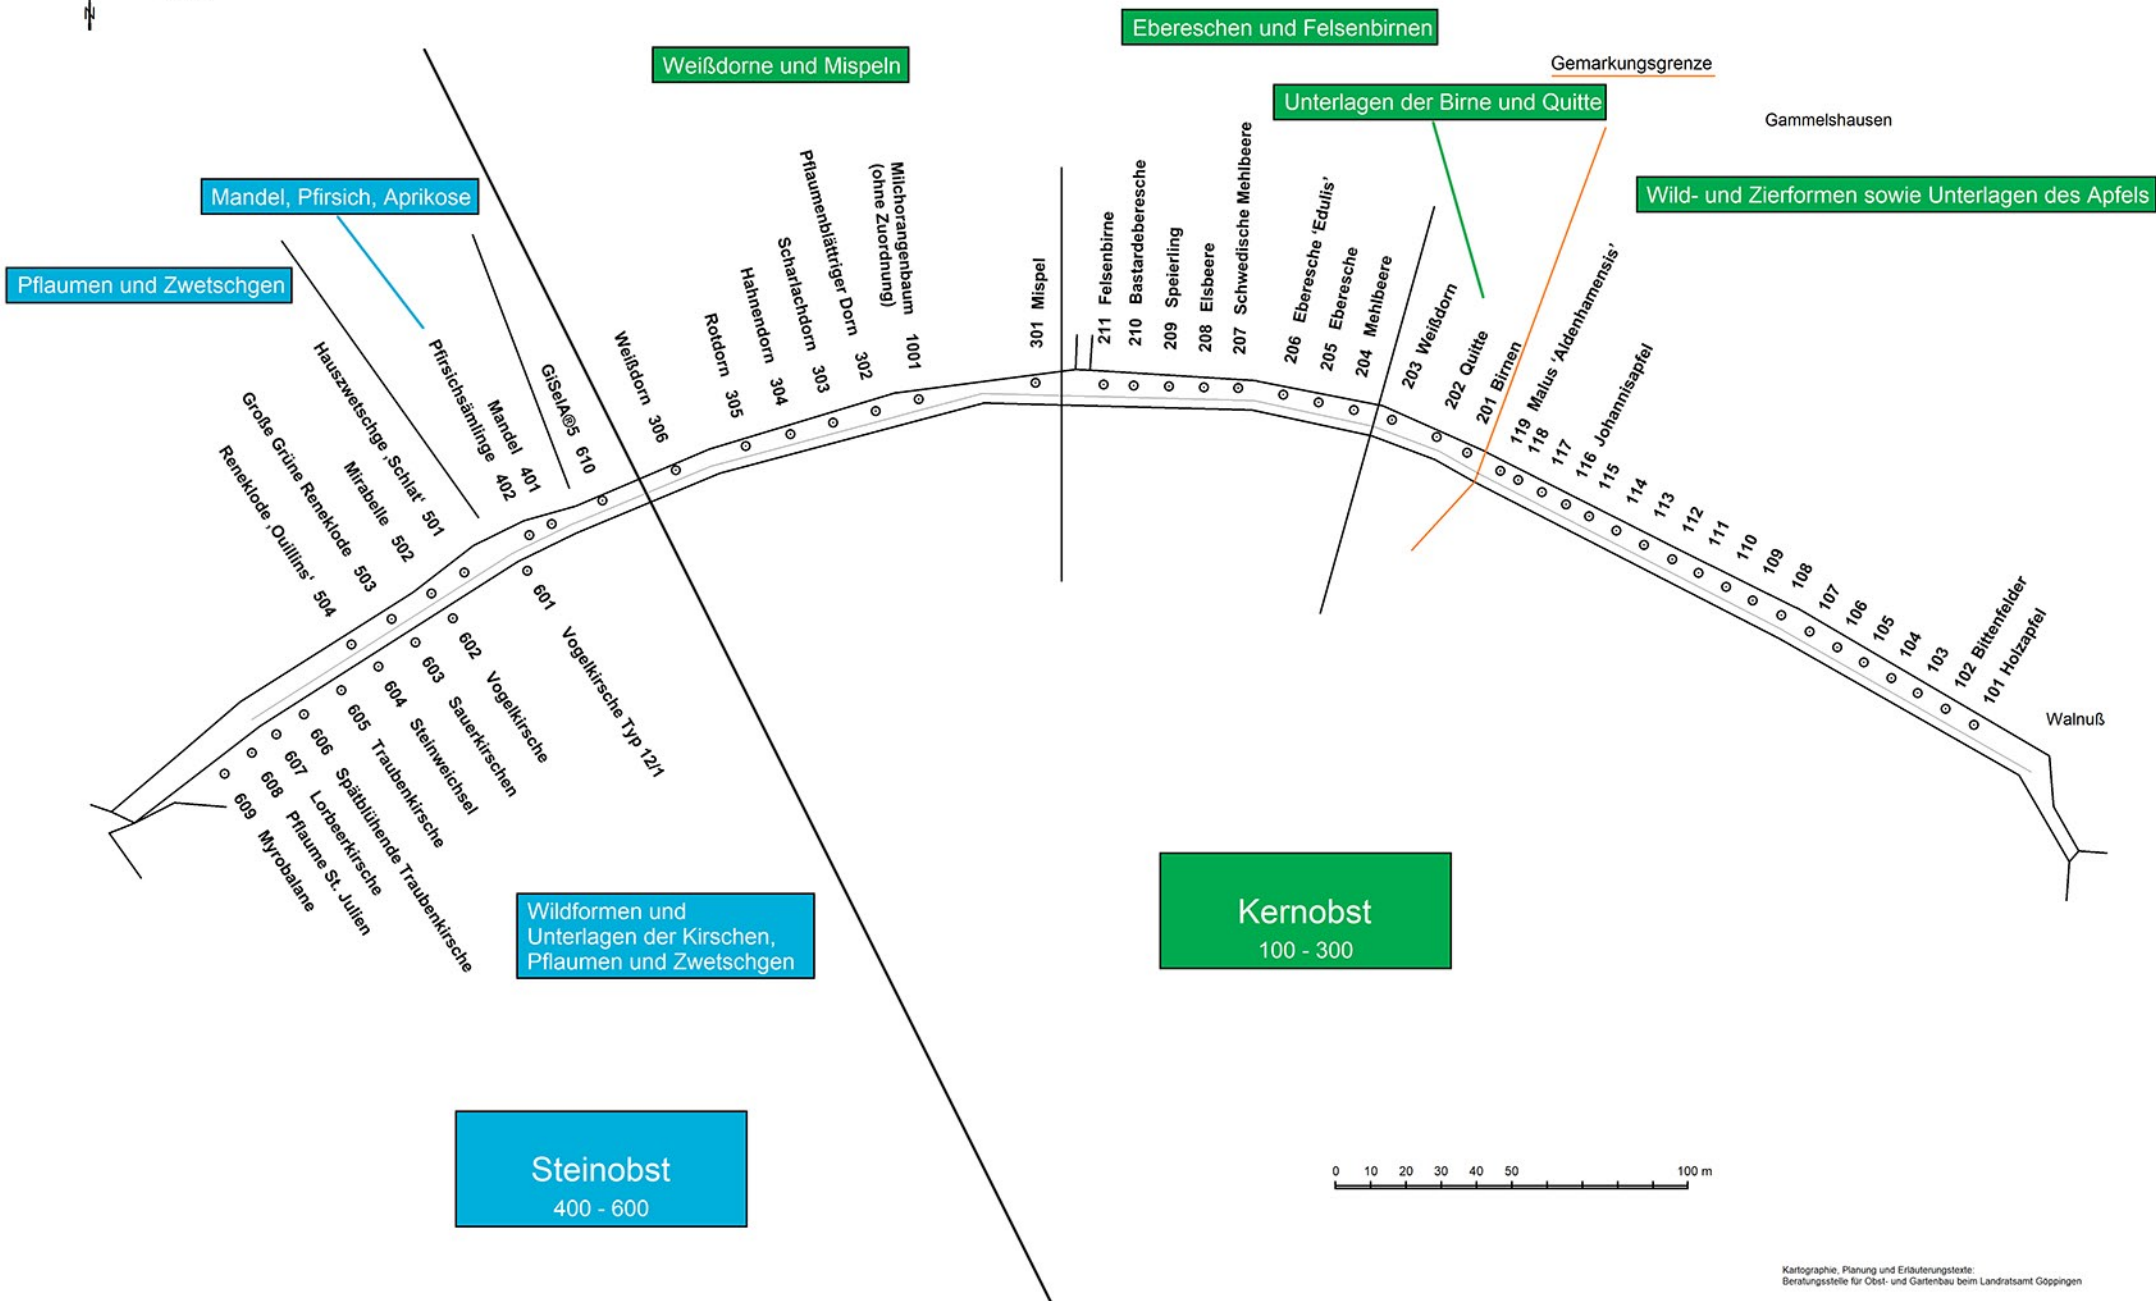 N
Ebereschen und Felsenbirnen
Weißdorne und Mispeln
Gemarkungsgrenze
Unterlagen der Birne und Quitte
Gammelshausen
Mandel, Pfirsich, Aprikose
Wild- und Zierformen sowie Unterlagen des Apfels
Pflaumen und Zwetschgen
Reneklode ‚Ouillins‘ 504
Große Grüne Reneklode 503
Mirabelle 502
Hauszwetschge ‚Schlat‘ 501
Pfirsichsämlinge 402
Mandel 401
GiSelA®5 610
Weißdorn 306
Rotdorn 305
Hahnendorn 304
Scharlachdorn 303
Pflaumenblättriger Dorn 302
Milchorangenbaum 1001
(ohne Zuordnung)
301 Mispel
211 Felsenbirne
210 Bastardeberesche
209 Speierling
208 Elsbeere
207 Schwedische Mehlbeere
206 Eberesche ‘Edulis’
205 Eberesche
204 Mehlbeere
203 Weißdorn
202 Quitte
201 Birnen
119 Malus ‘Aldenhamensis’
118
117
116 Johannisapfel
115
114
113
112
111
110
109
108
107
106
105
104
103
102 Bittenfelder
101 Holzapfel
Walnuß
601 Vogelkirsche Typ 12/1
602 Vogelkirsche
603 Sauerkirschen
604 Steinweichsel
605 Traubenkirsche
606 Spätblühende Traubenkirsche
607 Lorbeerkirsche
608 Pflaume St. Julien
609 Myrobalane
Wildformen und
Unterlagen der Kirschen,
Pflaumen und Zwetschgen
Kernobst
100 - 300
Steinobst
400 - 600
0 10 20 30 40 50 100 m
Kartographie, Planung und Erläuterungstexte:
Beratungsstelle für Obst- und Gartenbau beim Landratsamt Göppingen